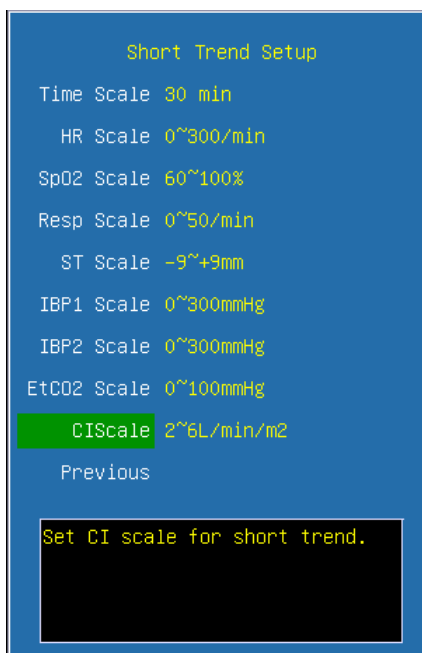 Short Trend Setup
Time Scale 30 min
HR Scale 0~300/min
SpO2 Scale 60~100%
Resp Scale 0~50/min
ST Scale -9~+9mm
IBP1 Scale 0~300mmHg
IBP2 Scale 0~300mmHg
EtCO2 Scale 0~100mmHg
CIScale 2~6L/min/m2
Previous
Set CI scale for short trend.